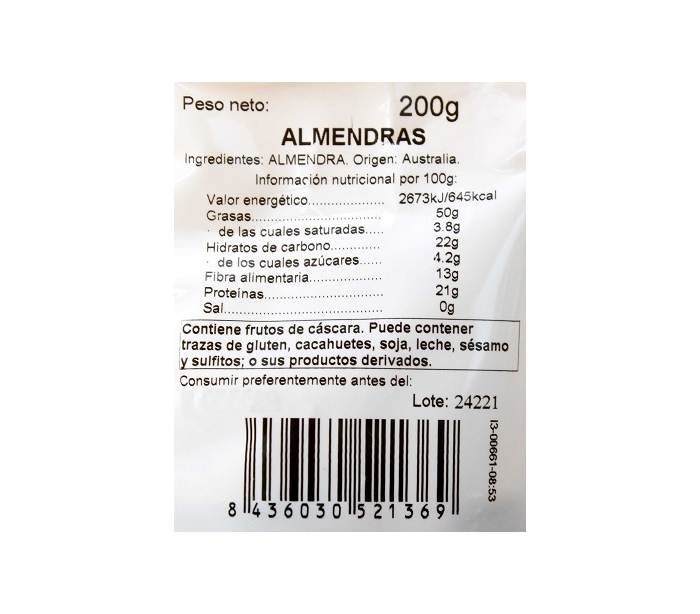 Peso neto: 200g
ALMENDRAS
Ingredientes: ALMENDRA. Origen: Australia.
Información nutricional por 100g:
Valor energético.................. 2673kJ/645kcal
Grasas............................... 50g
de las cuales saturadas..... 3.8g
Hidratos de carbono............ 22g
de los cuales azúcares...... 4.2g
Fibra alimentaria................. 13g
Proteínas............................ 21g
Sal...................................... 0g
Contiene frutos de cáscara. Puede contener
trazas de gluten, cacahuetes, soja, leche, sésamo
y sulfitos; o sus productos derivados.
Consumir preferentemente antes del:
Lote: 24221
I3-00661-08:53
8 436030 521369